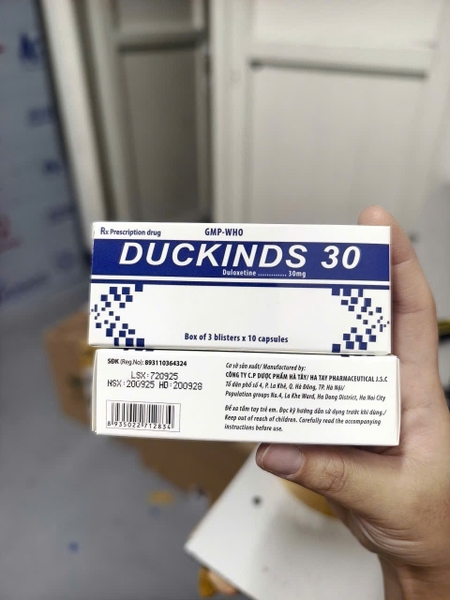 Rx Prescription drug
GMP-WHO
DUCKINDS 30
Duloxetine ............. 30mg
Box of 3 blisters x 10 capsules
SĐK (Reg.No): 893110364324
LSX:720925
HSX:200925 HD:200928
8 935022 712834
Cơ sở sản xuất/ Manufactured by:
CÔNG TY C.P DƯỢC PHẨM HÀ TÂY/ HA TAY PHARMACEUTICAL J.S.C
Tổ dân phố số 4, P. La Khê, Q. Hà Đông, TP. Hà Nội/
Population groups No.4, La Khe Ward, Ha Dong District, Ha Noi City
Để xa tầm tay trẻ em. Đọc kỹ hướng dẫn sử dụng trước khi dùng/
Keep out of reach of children. Carefully read the accompanying
instructions before use.